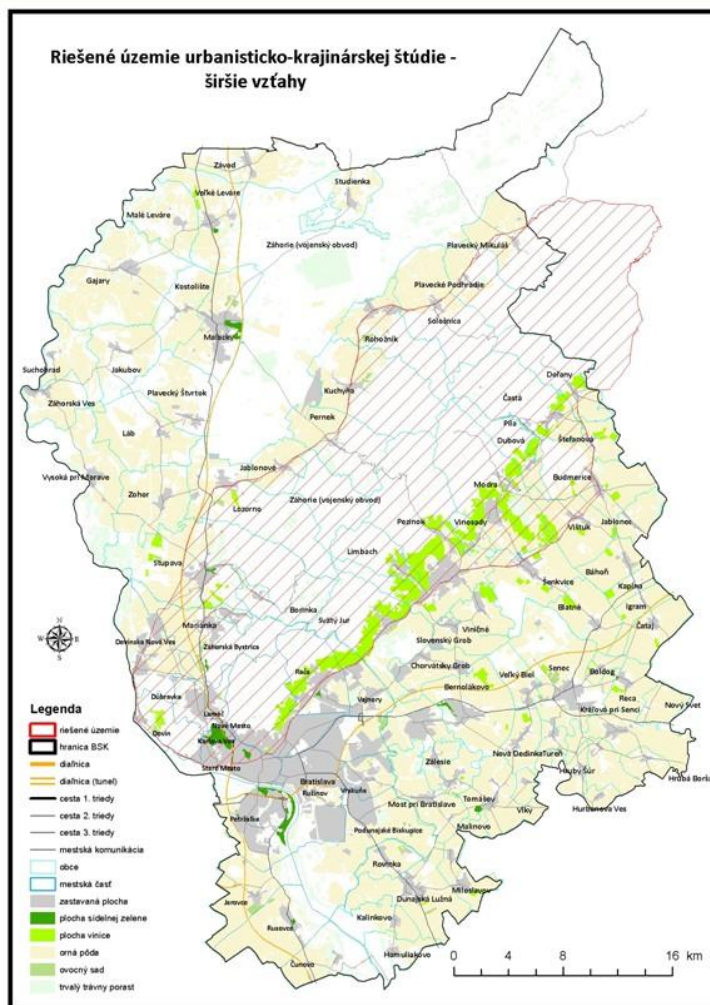 Riešené územie urbanisticko-krajinárskej štúdie -
širšie vzťahy
Závod
Studienka
Veľké Leváre
Malé Leváre
Záhorie (vojenský obvod)
Plavecký Mikuláš
Gajary
Kostolište
Plavecké Podhradie
Sološnica
Malacky
Rohožník
Suchohrad
Jakubov
Záhorská Ves
Plavecký Štvrtok
Kuchyňa
Doľany
Častá
Píla
Pernek
Dubová
Štefanová
Láb
Jablonové
Vysoká pri Morave
Zohor
Lozorno
Záhorie (vojenský obvod)
Modra
Budmerice
Pezinok
Vinosady
Vištuk
Jablonec
Limbach
Stupava
Báhoň
Šenkvice
Kaplna
Borinka
Blatné
Igram
Svätý Jur
Marianka
Viničné
Čataj
Devínska Nová Ves
Záhorská Bystrica
Slovenský Grob
Chorvátsky Grob
Rača
Veľký Biel
Senec
Boldog
Bernolákovo
Dúbravka
Vajnory
Reca
Lamač
Nové Mesto
Kráľová pri Senci
Nový Svet
Devín
Karlova Ves
Staré Mesto
Nová Dedinka
Tureň
Zálesie
Hrubý Šúr
Hrubá Borša
Bratislava
Ružinov
Vrakuňa
Most pri Bratislave
Tomášov
Vlky
Hurbanova Ves
Malinovo
Petržalka
Podunajské Biskupice
Rovinka
Miloslavov
Jarovce
Dunajská Lužná
Kalinkovo
Rusovce
Hamuliakovo
Čunovo
N
W
E
S
Legenda
riešené územie
hranica BSK
diaľnica
diaľnica (tunel)
cesta 1. triedy
cesta 2. triedy
cesta 3. triedy
mestská komunikácia
obce
mestská časť
zastavaná plocha
plocha sídelnej zelene
plocha vinice
orná pôda
ovocný sad
trvalý trávny porast
0 4 8 16 km